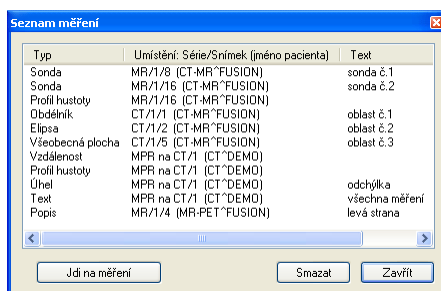 Seznam měření
Typ Umístění: Série/Snímek (jméno pacienta) Text
Sonda MR/1/8 (CT-MR^FUSION) sonda č.1
Sonda MR/1/16 (CT-MR^FUSION) sonda č.2
Profil hustoty MR/1/16 (CT-MR^FUSION)
Obdélník CT/1/1 (CT-MR^FUSION) oblast č.1
Elipsa CT/1/2 (CT-MR^FUSION) oblast č.2
Všeobecná plocha CT/1/5 (CT-MR^FUSION) oblast č.3
Vzdálenost MPR na CT/1 (CT^DEMO)
Profil hustoty MPR na CT/1 (CT^DEMO)
Úhel MPR na CT/1 (CT^DEMO) odchýlka
Text MPR na CT/1 (CT^DEMO) všechna měření
Popis MR/1/4 (MR-PET^FUSION) levá strana
Jdi na měření Smazat Zavřít